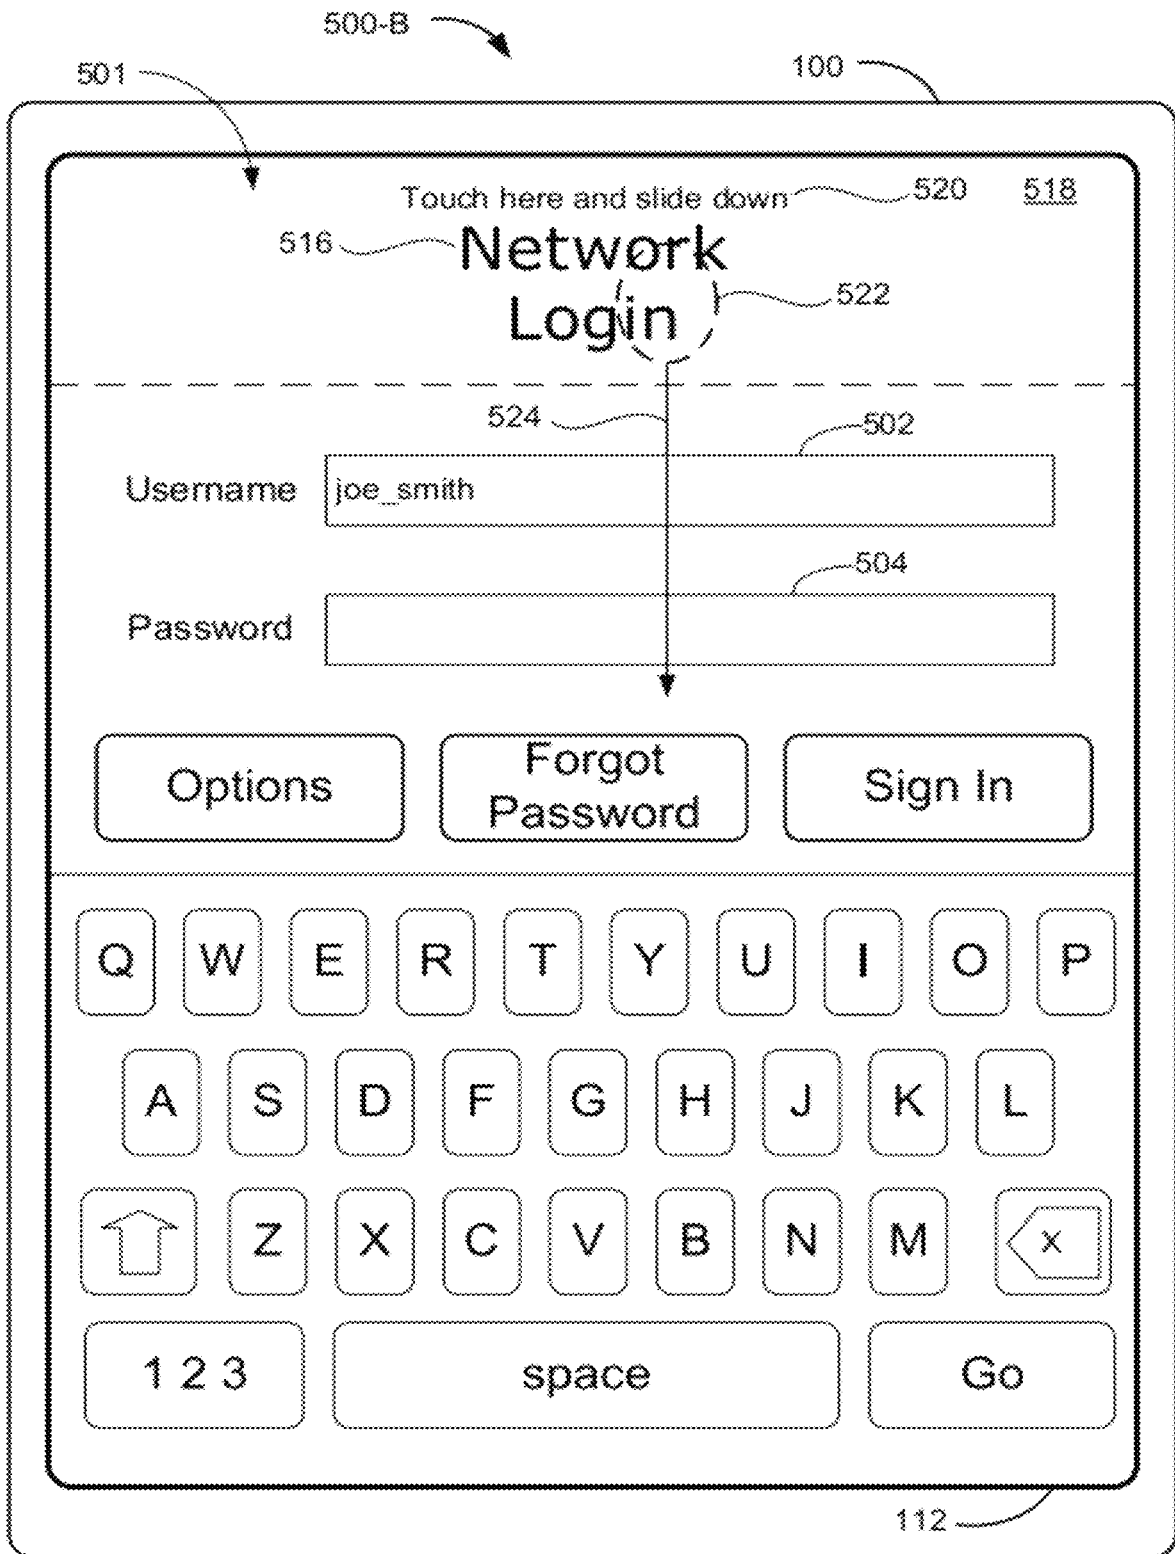 500-B
501
100
Touch here and slide down 520 518
516 Network
522
Login
524
502
Username joe_smith
504
Password
Options Forgot Password Sign In
Q W E R T Y U I O P
A S D F G H J K L
Z X C V B N M x
1 2 3 space Go
112